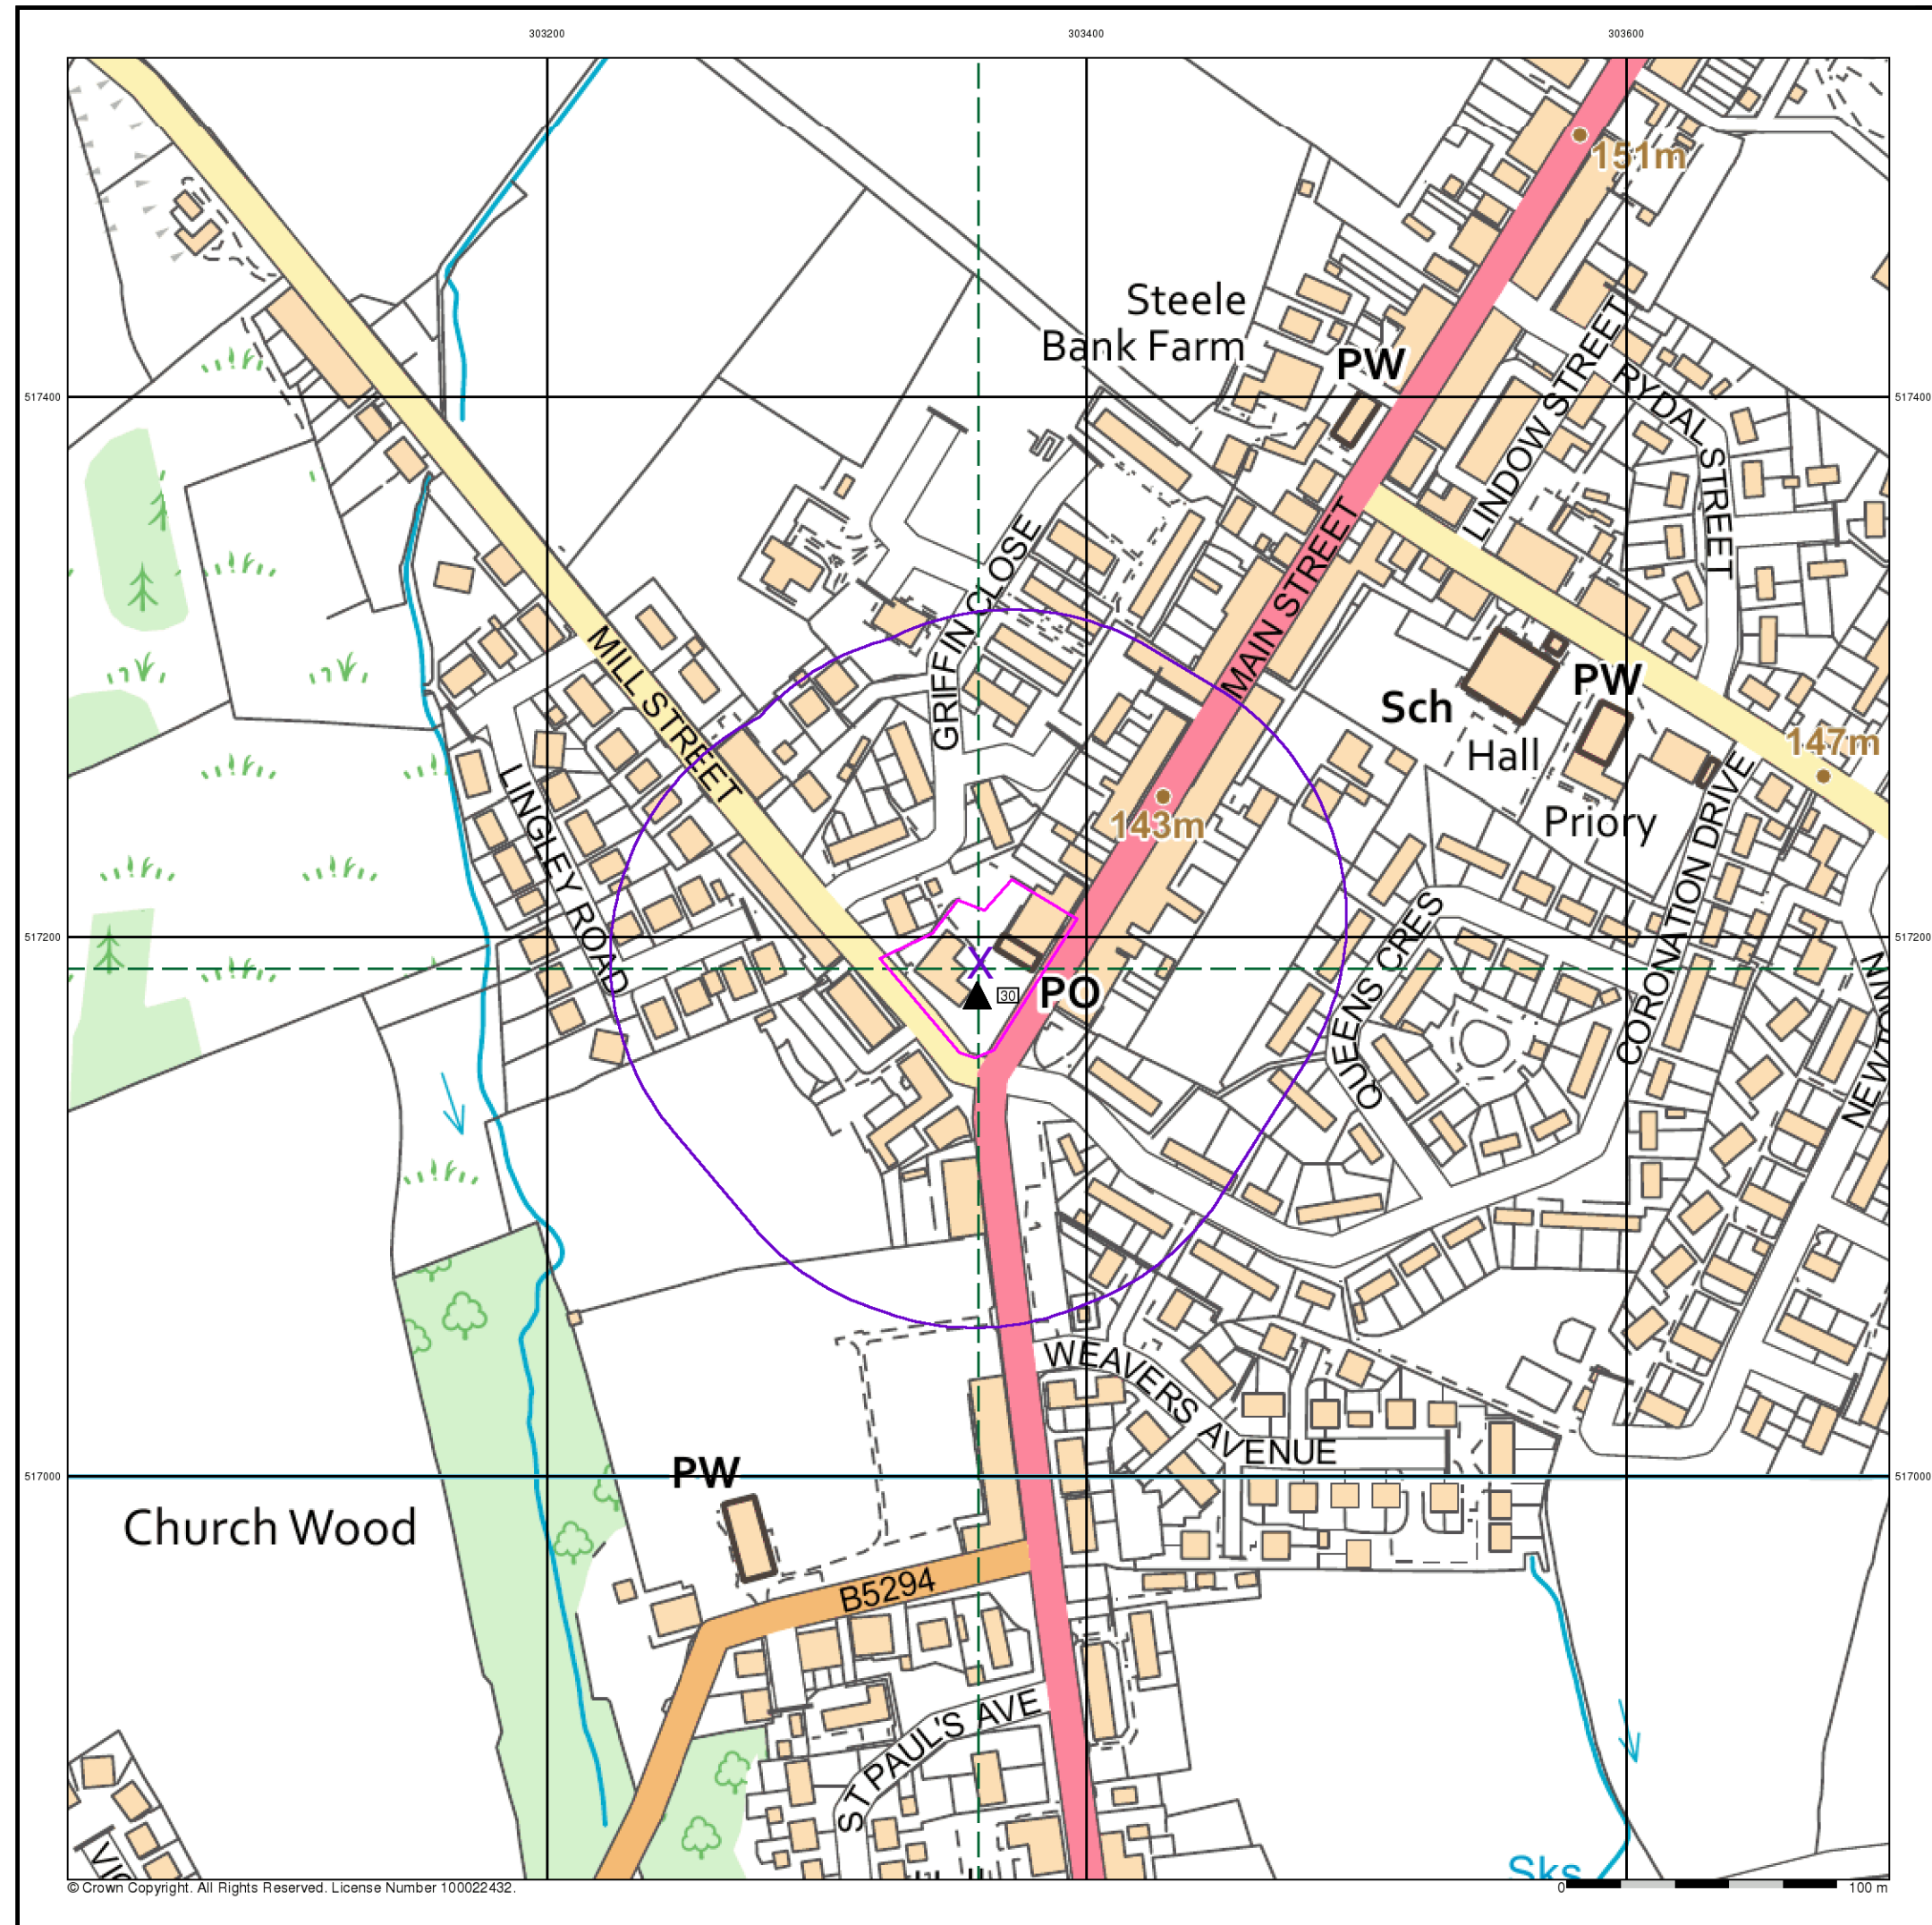 303200 303400 303600
151m
Steele
Bank Farm
PW
517400 517400
LINDOW STREET
RYDAL STREET
GRIFFIN CLOSE
MAIN STREET
MILL STREET
Sch
PW
Hall
147m
LINGLEY ROAD
143m
Priory
CORONATION DRIVE
QUEENS CRES
517200 517200
X
30
PO
WEAVERS AVENUE
PW
517000 517000
Church Wood
B5294
ST PAUL'S AVE
Sks
© Crown Copyright. All Rights Reserved. License Number 100022432.
0 100 m